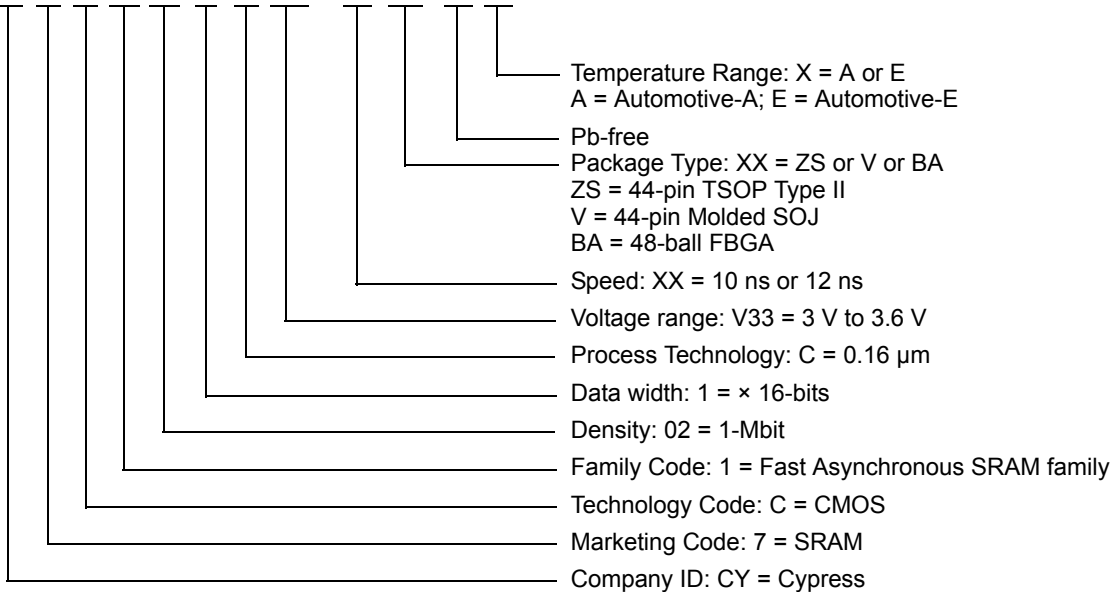 Temperature Range: X = A or E
A = Automotive-A; E = Automotive-E
Pb-free
Package Type: XX = ZS or V or BA
ZS = 44-pin TSOP Type II
V = 44-pin Molded SOJ
BA = 48-ball FBGA
Speed: XX = 10 ns or 12 ns
Voltage range: V33 = 3 V to 3.6 V
Process Technology: C = 0.16 µm
Data width: 1 = × 16-bits
Density: 02 = 1-Mbit
Family Code: 1 = Fast Asynchronous SRAM family
Technology Code: C = CMOS
Marketing Code: 7 = SRAM
Company ID: CY = Cypress